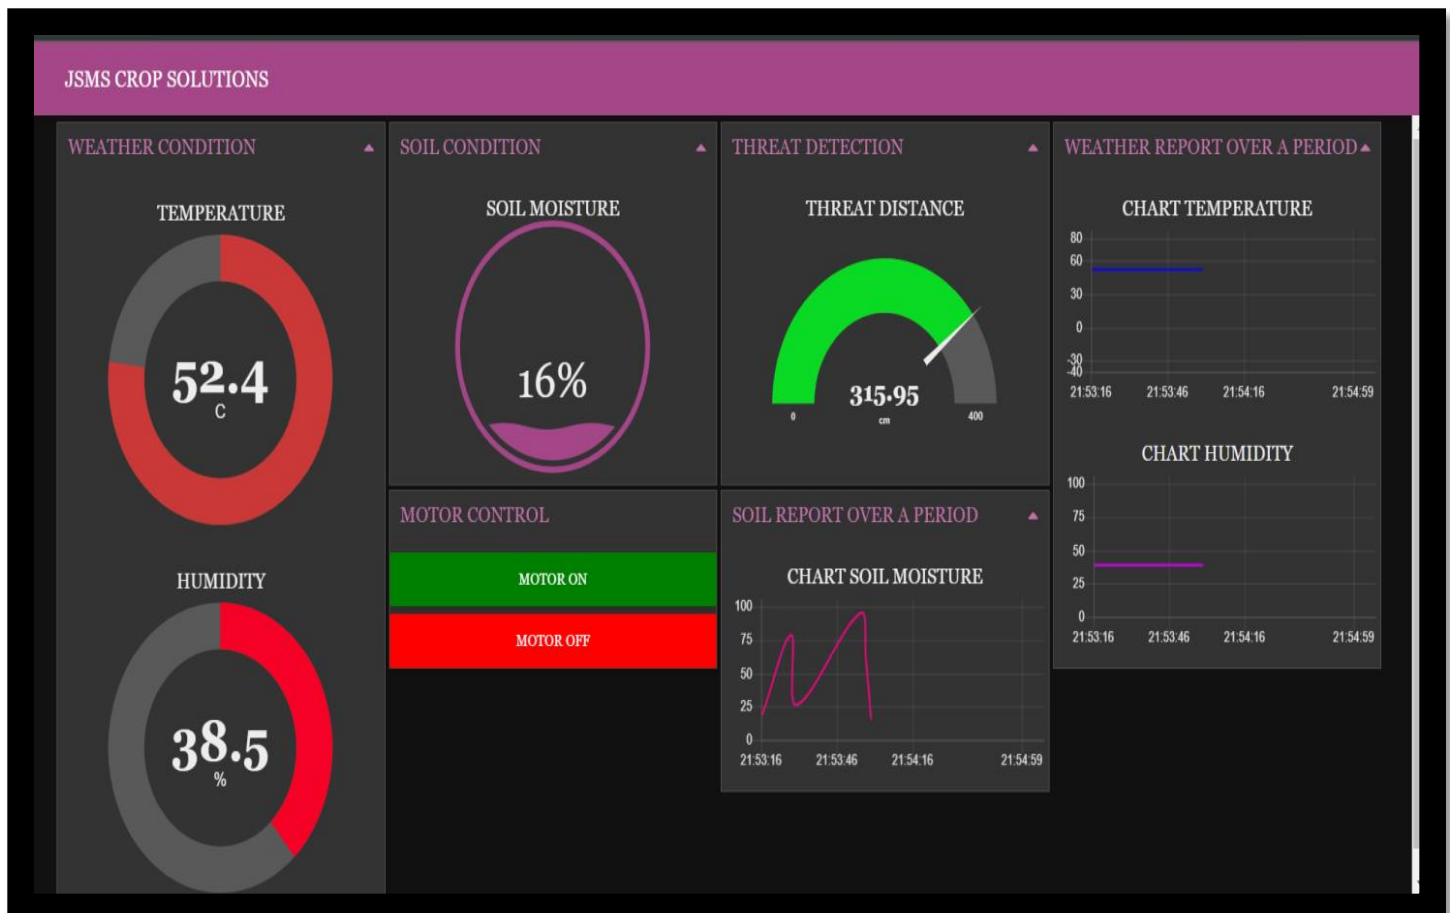 JSMS CROP SOLUTIONS
WEATHER CONDITION
TEMPERATURE
52.4
C
HUMIDITY
38.5
%
SOIL CONDITION
SOIL MOISTURE
16%
MOTOR CONTROL
MOTOR ON
MOTOR OFF
THREAT DETECTION
THREAT DISTANCE
315.95
cm
0 400
SOIL REPORT OVER A PERIOD
CHART SOIL MOISTURE
100
75
50
25
0
21:53:16 21:53:46 21:54:16 21:54:59
WEATHER REPORT OVER A PERIOD
CHART TEMPERATURE
80
60
30
0
-30
-40
21:53:16 21:53:46 21:54:16 21:54:59
CHART HUMIDITY
100
75
50
25
0
21:53:16 21:53:46 21:54:16 21:54:59